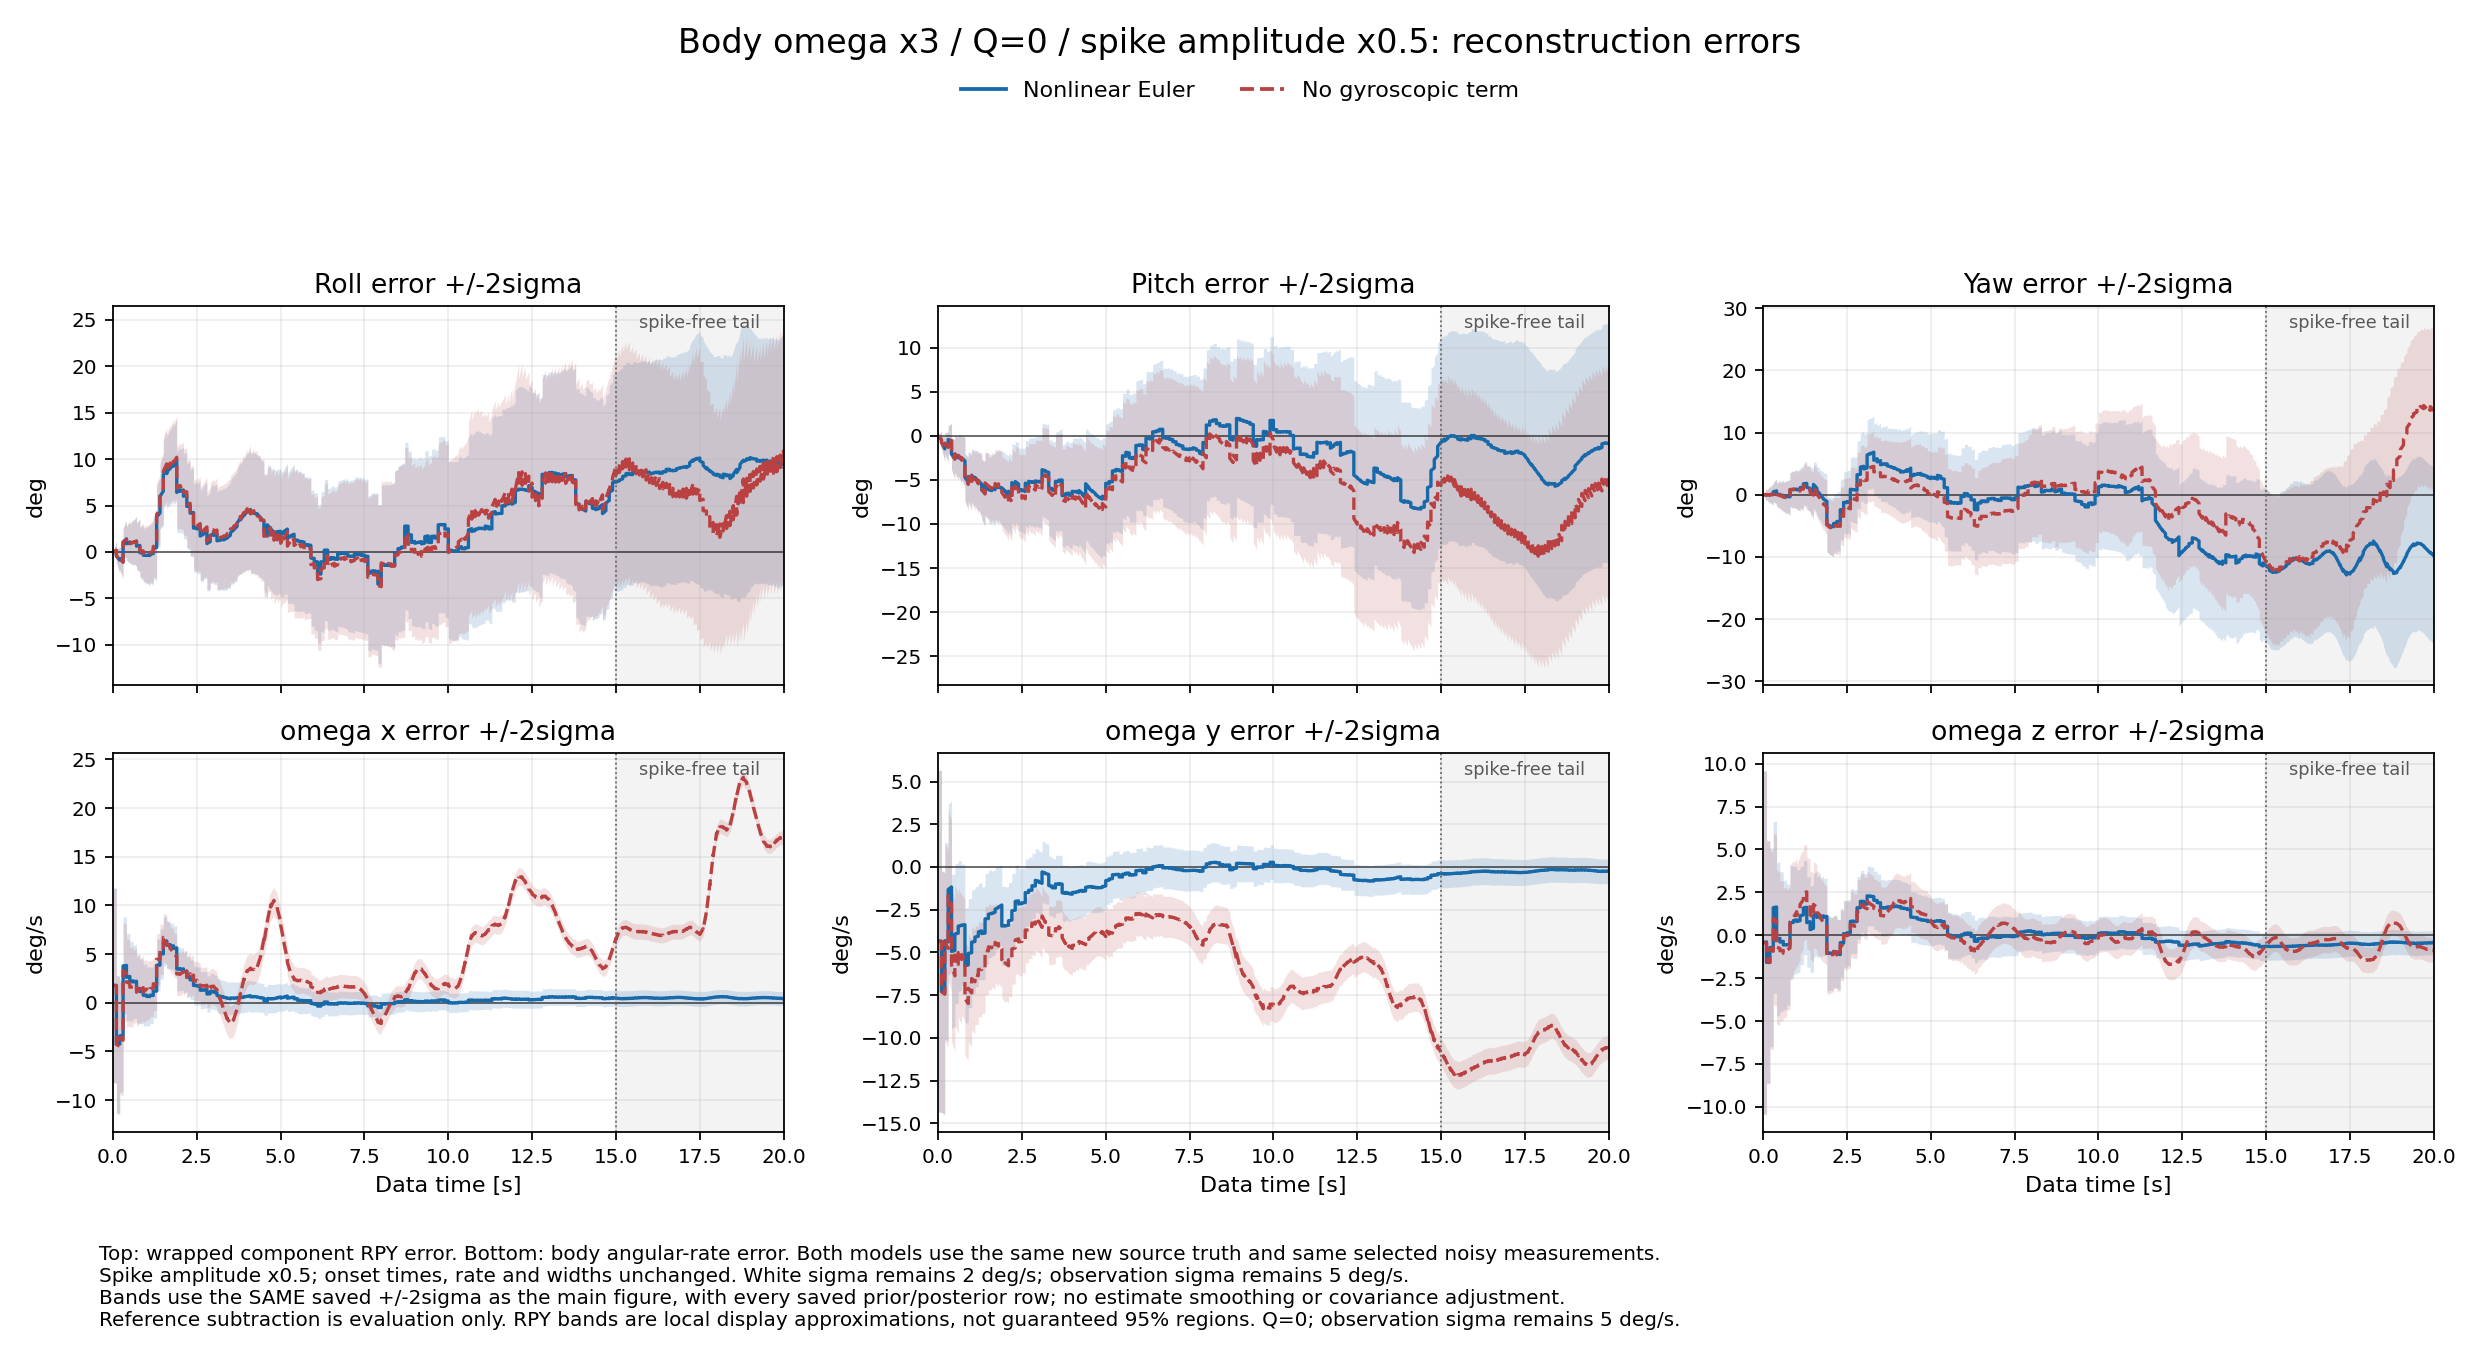 Body omega x3 / Q=0 / spike amplitude x0.5: reconstruction errors
Nonlinear Euler
No gyroscopic term
Roll error +/-2sigma
Pitch error +/-2sigma
Yaw error +/-2sigma
deg
25
20
15
10
5
0
−5
−10
spike-free tail
deg
10
5
0
−5
−10
−15
−20
−25
spike-free tail
deg
30
20
10
0
−10
−20
−30
spike-free tail
omega x error +/-2sigma
omega y error +/-2sigma
omega z error +/-2sigma
deg/s
25
20
15
10
5
0
−5
−10
spike-free tail
0.0 2.5 5.0 7.5 10.0 12.5 15.0 17.5 20.0
Data time [s]
deg/s
5.0
2.5
0.0
−2.5
−5.0
−7.5
−10.0
−12.5
−15.0
spike-free tail
0.0 2.5 5.0 7.5 10.0 12.5 15.0 17.5 20.0
Data time [s]
deg/s
10.0
7.5
5.0
2.5
0.0
−2.5
−5.0
−7.5
−10.0
spike-free tail
0.0 2.5 5.0 7.5 10.0 12.5 15.0 17.5 20.0
Data time [s]
Top: wrapped component RPY error. Bottom: body angular-rate error. Both models use the same new source truth and same selected noisy measurements.
Spike amplitude x0.5; onset times, rate and widths unchanged. White sigma remains 2 deg/s; observation sigma remains 5 deg/s.
Bands use the SAME saved +/-2sigma as the main figure, with every saved prior/posterior row; no estimate smoothing or covariance adjustment.
Reference subtraction is evaluation only. RPY bands are local display approximations, not guaranteed 95% regions. Q=0; observation sigma remains 5 deg/s.